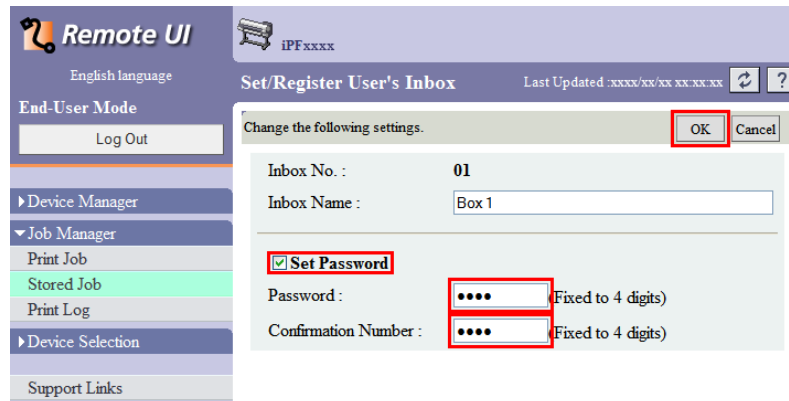 Remote UI
English language
End-User Mode
Log Out
▶Device Manager
▼Job Manager
Print Job
Stored Job
Print Log
▶Device Selection
Support Links
iPFxxxx
Set/Register User's Inbox Last Updated :xxxx/xx/xx xx:xx:xx ?
Change the following settings. OK Cancel
Inbox No. : 01
Inbox Name : Box 1
Set Password
Password : •••• (Fixed to 4 digits)
Confirmation Number : •••• (Fixed to 4 digits)